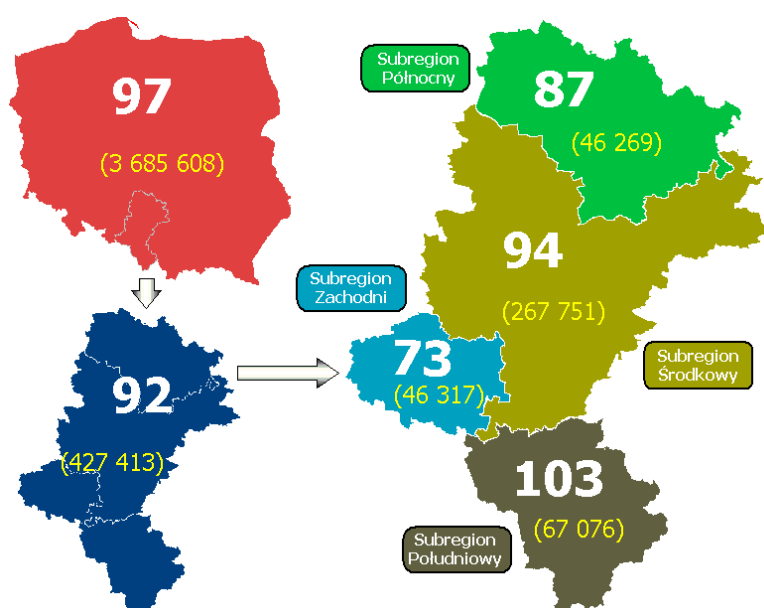 97
(3 685 608)
92
(427 413)
Subregion
Północny
87
(46 269)
94
(267 751)
Subregion
Zachodni
73
(46 317)
Subregion
Środkowy
103
(67 076)
Subregion
Południowy